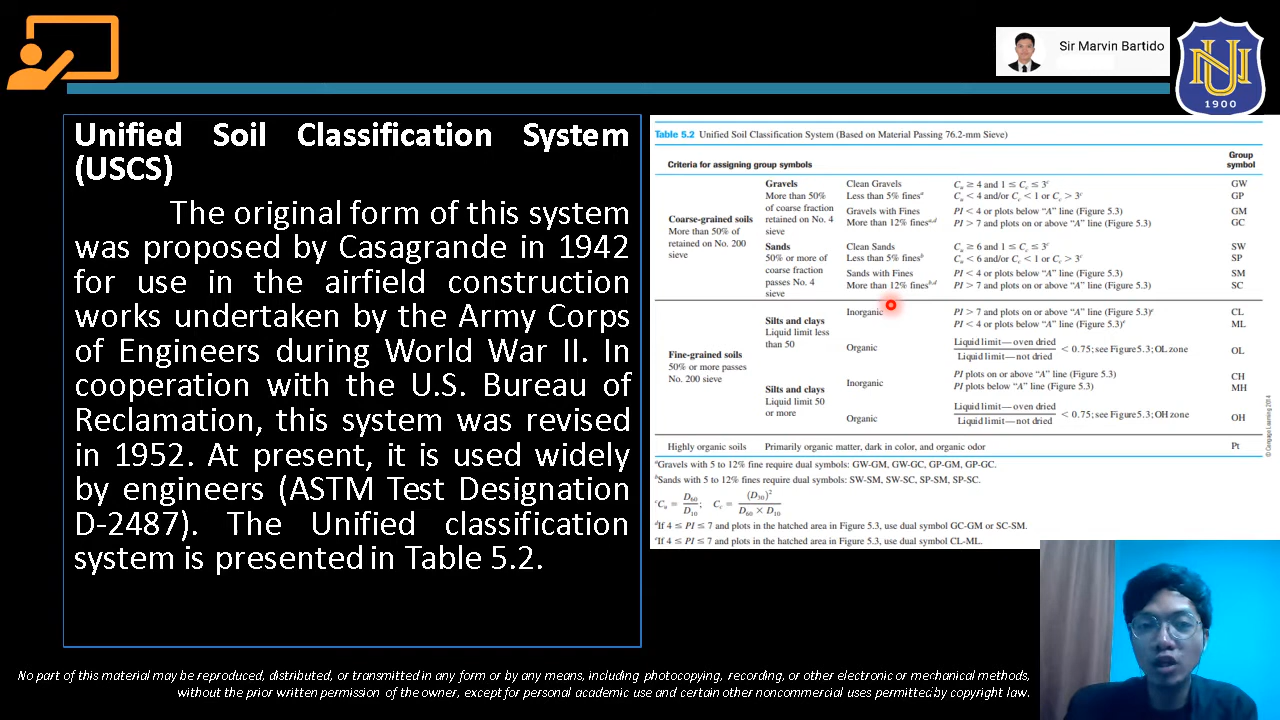 Sir Marvin Bartido
NU
1900
Unified Soil Classification System
(USCS)
The original form of this system
was proposed by Casagrande in 1942
for use in the airfield construction
works undertaken by the Army Corps
of Engineers during World War II. In
cooperation with the U.S. Bureau of
Reclamation, this system was revised
in 1952. At present, it is used widely
by engineers (ASTM Test Designation
D-2487). The Unified classification
system is presented in Table 5.2.
Table 5.2 Unified Soil Classification System (Based on Material Passing 76.2-mm Sieve)
Criteria for assigning group symbols
Group
symbol
Coarse-grained soils
More than 50% of
retained on No. 200
sieve
Gravels
More than 50%
of coarse fraction
retained on No. 4
sieve
Clean Gravels
Less than 5% finesᵃ
Cᵤ ≥ 4 and 1 ≤ C꜀ ≤ 3ᶜ
GW
Cᵤ < 4 and/or C꜀ < 1 or C꜀ > 3ᶜ
GP
Gravels with Fines
More than 12% finesᵃ,ᵈ
PI < 4 or plots below “A” line (Figure 5.3)
GM
PI > 7 and plots on or above “A” line (Figure 5.3)
GC
Sands
50% or more of
coarse fraction
passes No. 4
sieve
Clean Sands
Less than 5% finesᵇ
Cᵤ ≥ 6 and 1 ≤ C꜀ ≤ 3ᶜ
SW
Cᵤ < 6 and/or C꜀ < 1 or C꜀ > 3ᶜ
SP
Sands with Fines
More than 12% finesᵇ,ᵈ
PI < 4 or plots below “A” line (Figure 5.3)
SM
PI > 7 and plots on or above “A” line (Figure 5.3)
SC
Fine-grained soils
50% or more passes
No. 200 sieve
Silts and clays
Liquid limit less
than 50
Inorganic
PI > 7 and plots on or above “A” line (Figure 5.3)ᵉ
CL
PI < 4 or plots below “A” line (Figure 5.3)ᵉ
ML
Organic
Liquid limit—oven dried
Liquid limit—not dried
< 0.75; see Figure 5.3; OL zone
OL
Silts and clays
Liquid limit 50
or more
Inorganic
PI plots on or above “A” line (Figure 5.3)
CH
PI plots below “A” line (Figure 5.3)
MH
Organic
Liquid limit—oven dried
Liquid limit—not dried
< 0.75; see Figure 5.3; OH zone
OH
Highly organic soils
Primarily organic matter, dark in color, and organic odor
Pt
ᵃGravels with 5 to 12% fine require dual symbols: GW-GM, GW-GC, GP-GM, GP-GC.
ᵇSands with 5 to 12% fines require dual symbols: SW-SM, SW-SC, SP-SM, SP-SC.
ᶜCᵤ = D₆₀ / D₁₀; C꜀ = (D₃₀)² / D₆₀ × D₁₀
ᵈIf 4 ≤ PI ≤ 7 and plots in the hatched area in Figure 5.3, use dual symbol GC-GM or SC-SM.
ᵉIf 4 ≤ PI ≤ 7 and plots in the hatched area in Figure 5.3, use dual symbol CL-ML.
© Cengage Learning 2014
No part of this material may be reproduced, distributed, or transmitted in any form or by any means, including photocopying, recording, or other electronic or mechanical methods,
without the prior written permission of the owner, except for personal academic use and certain other noncommercial uses permitted by copyright law.